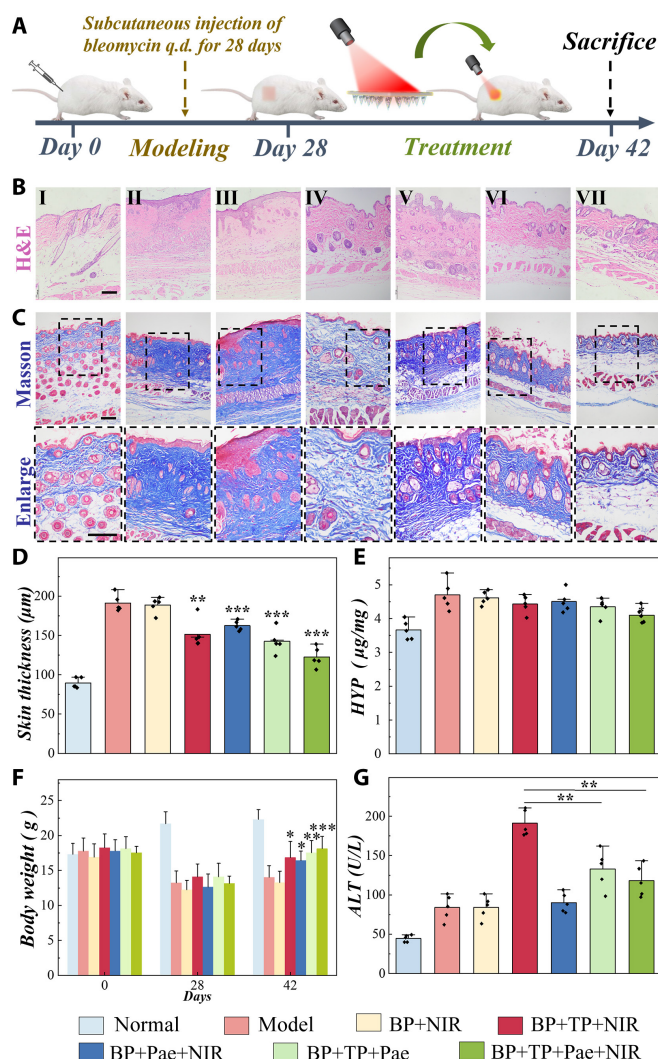 A
Subcutaneous injection of
bleomycin q.d. for 28 days
Sacrifice
Day 0
Modeling
Day 28
Treatment
Day 42
B
I
II
III
IV
V
VI
VII
H&E
C
Masson
Enlarge
D
Skin thickness (μm)
200
150
100
50
0
**
***
***
***
E
HYP ( μg/mg )
6
5
4
3
2
1
0
F
Body weight ( g )
25
20
15
10
5
0
*
*
**
***
0
28
42
Days
G
ALT (U/L)
200
150
100
50
0
**
**
Normal
Model
BP+NIR
BP+TP+NIR
BP+Pae+NIR
BP+TP+Pae
BP+TP+Pae+NIR